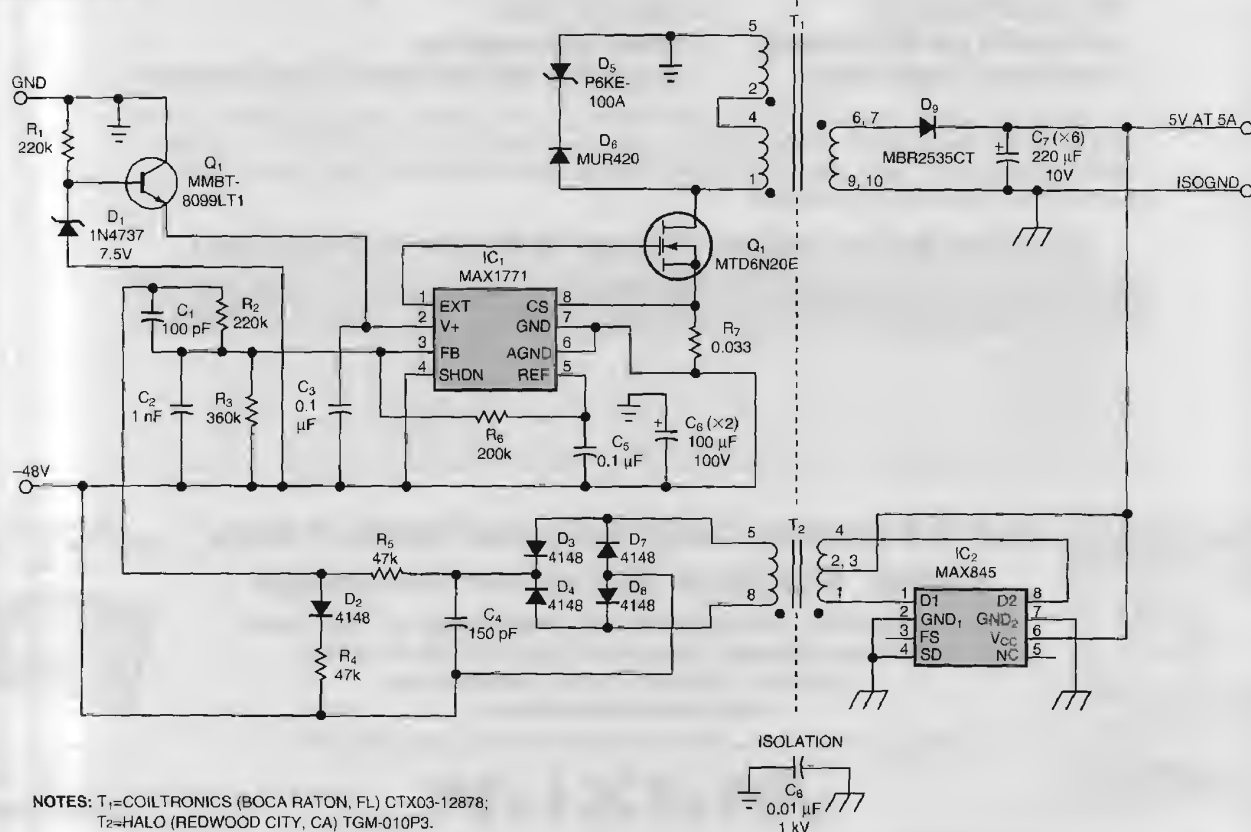 T1
5
D5
P6KE-
100A
2
4
D6
MUR420
1
GND
R1
220k
Q1
MMBT-
8099LT1
D1
1N4737
7.5V
6, 7
D9
MBR2535CT
9, 10
5V AT 5A
C7 (×6)
220 µF
10V
ISOGND
Q1
MTD6N20E
IC1
MAX1771
1 EXT CS 8
2 V+ GND 7
3 FB AGND 6
4 SHDN REF 5
R7
0.033
C1
100 pF
R2
220k
C2
1 nF
R3
360k
C3
0.1
µF
R6
200k
C5
0.1 µF
C6 (×2)
100 µF
100V
–48V
R5
47k
D2
4148
R4
47k
C4
150 pF
D3
4148
D7
4148
D4
4148
D8
4148
T2
5
8
4
2, 3
1
IC2
MAX845
1 D1 D2 8
2 GND1 GND2 7
3 FS VCC 6
4 SD NC 5
ISOLATION
C8
0.01 µF
1 kV
NOTES: T1=COILTRONICS (BOCA RATON, FL) CTX03-12878;
T2=HALO (REDWOOD CITY, CA) TGM-010P3.